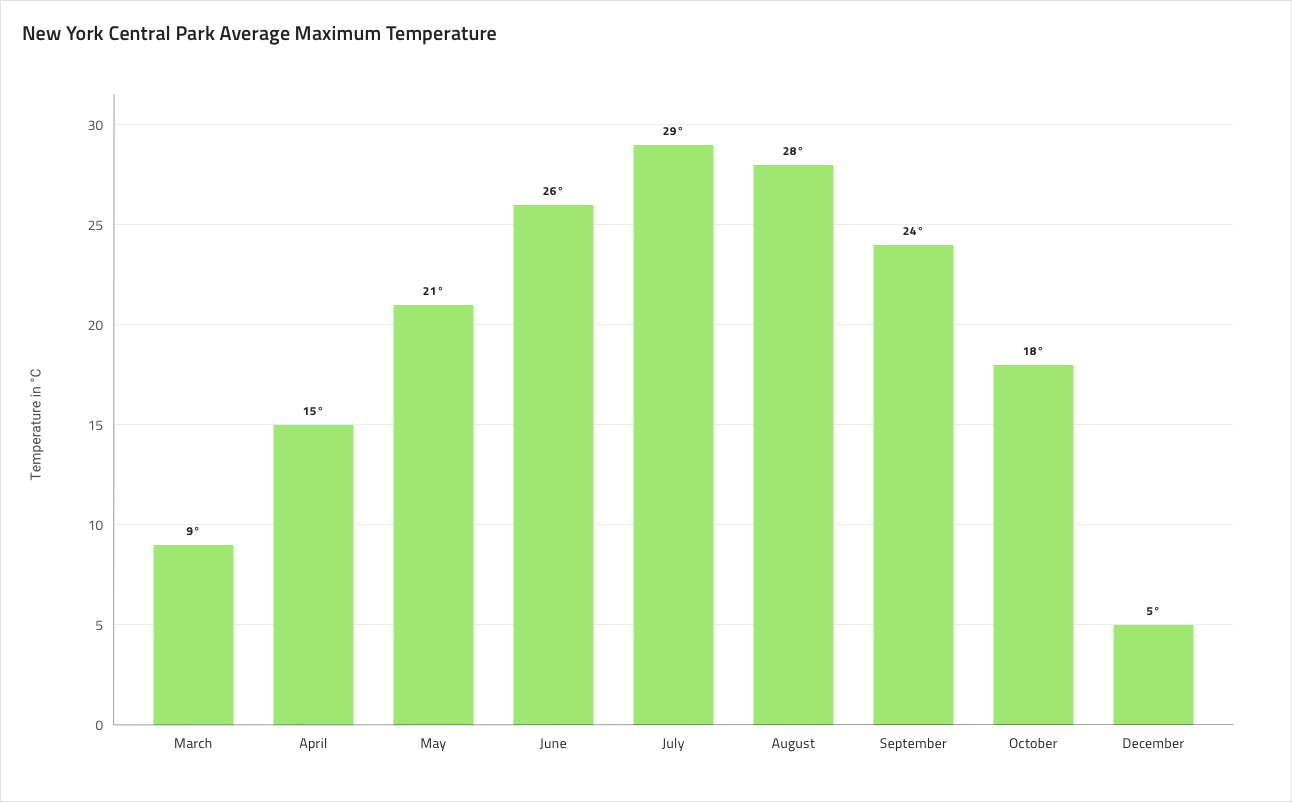 New York Central Park Average Maximum Temperature
Temperature in °C
30
25
20
15
10
5
0
9°
15°
21°
26°
29°
28°
24°
18°
5°
March
April
May
June
July
August
September
October
December